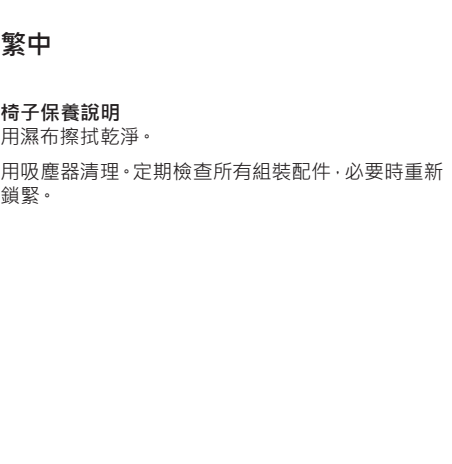 繁中
椅子保養說明
用濕布擦拭乾淨。
用吸塵器清理。定期檢查所有組裝配件，必要時重新
鎖緊。